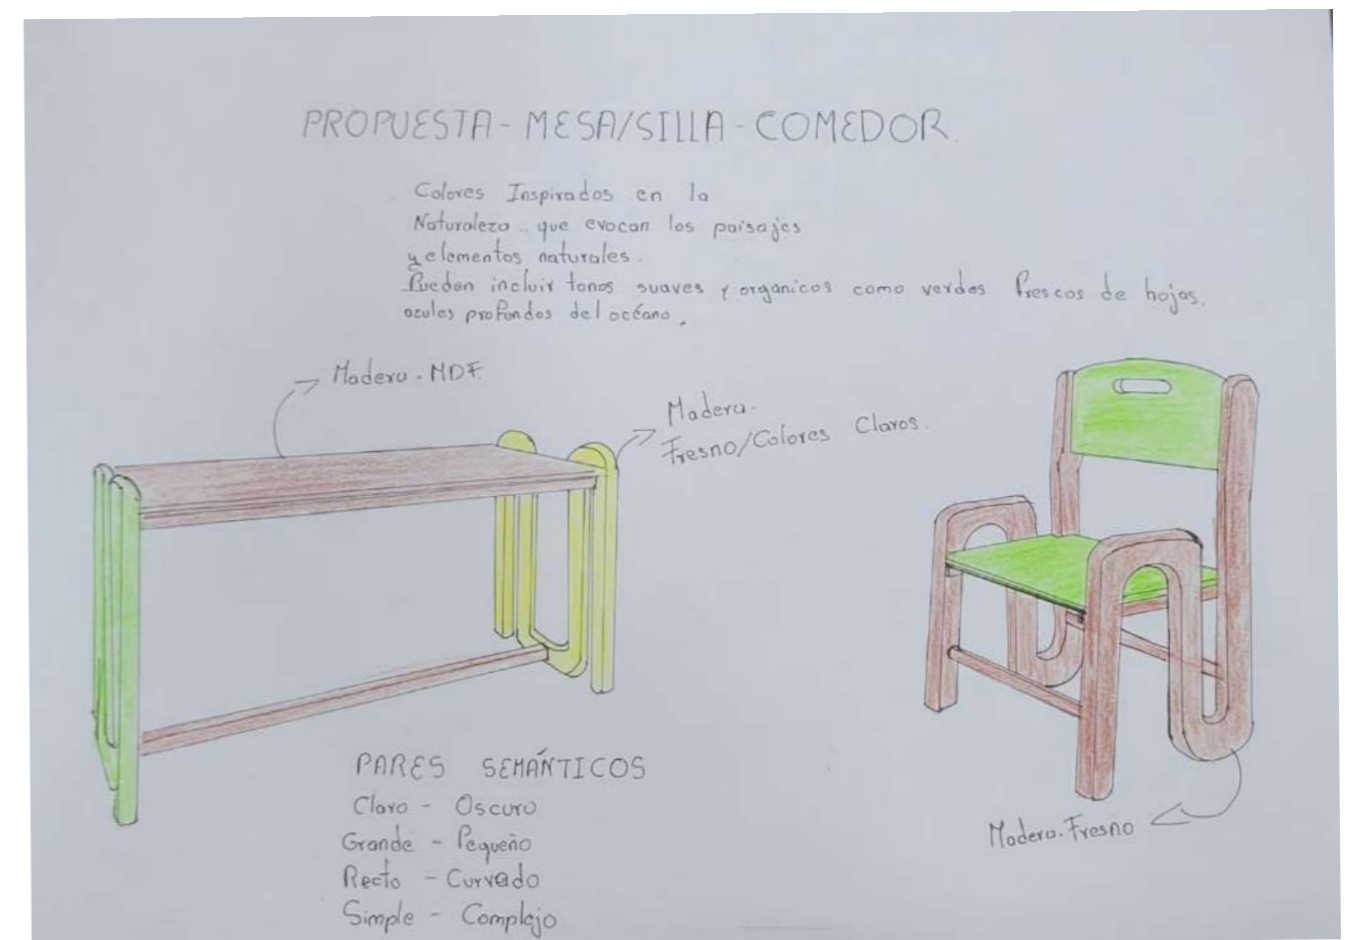 PROPUESTA - MESA/SILLA - COMEDOR.
Colores Inspirados en la
Naturaleza.. que evocan los paisajes
y elementos naturales.
Pueden incluir tonos suaves y organicos como verdes frescos de hojas.
azules profundos del océano.
Madera - MDF.
Madera.
Fresno/Colores Claros.
PARES SEMÁNTICOS
Claro - Oscuro
Grande - Pequeño
Recto - Curvado
Simple - Complejo
Madera. Fresno